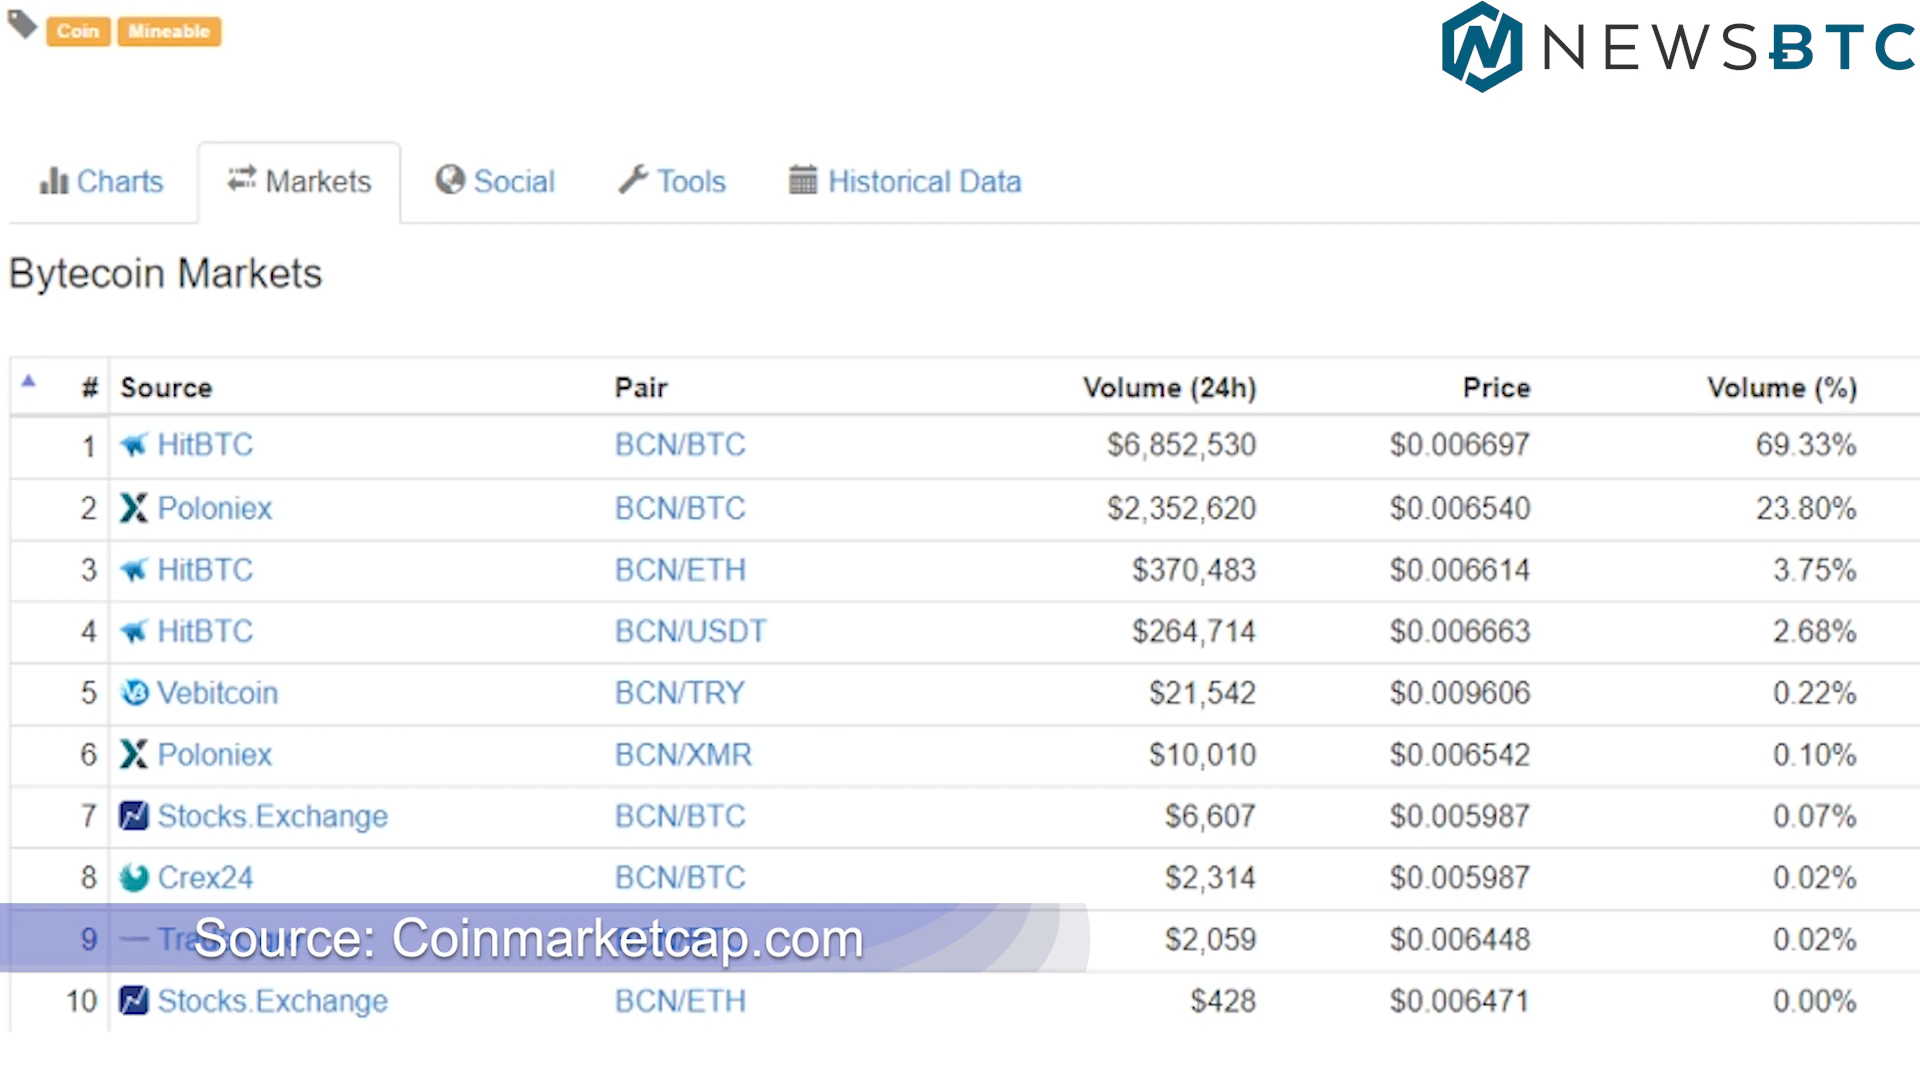 Coin Mineable
NEWSBTC
Charts Markets Social Tools Historical Data
Bytecoin Markets
# Source Pair Volume (24h) Price Volume (%)
1 HitBTC BCN/BTC $6,852,530 $0.006697 69.33%
2 Poloniex BCN/BTC $2,352,620 $0.006540 23.80%
3 HitBTC BCN/ETH $370,483 $0.006614 3.75%
4 HitBTC BCN/USDT $264,714 $0.006663 2.68%
5 Vebitcoin BCN/TRY $21,542 $0.009606 0.22%
6 Poloniex BCN/XMR $10,010 $0.006542 0.10%
7 Stocks.Exchange BCN/BTC $6,607 $0.005987 0.07%
8 Crex24 BCN/BTC $2,314 $0.005987 0.02%
9 $2,059 $0.006448 0.02%
Source: Coinmarketcap.com
10 Stocks.Exchange BCN/ETH $428 $0.006471 0.00%